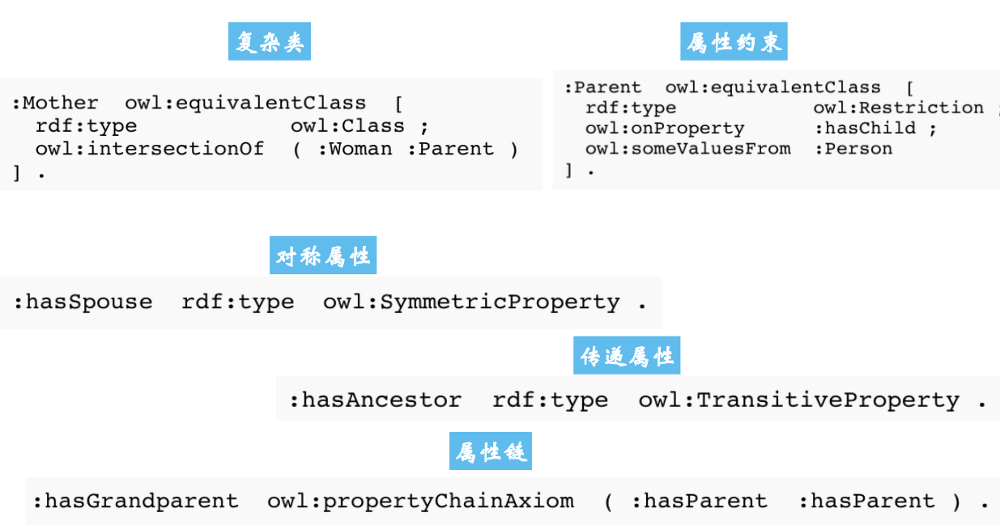 复杂类
:Mother owl:equivalentClass [
rdf:type owl:Class ;
owl:intersectionOf ( :Woman :Parent )
] .
属性约束
:Parent owl:equivalentClass [
rdf:type owl:Restriction ;
owl:onProperty :hasChild ;
owl:someValuesFrom :Person
] .
对称属性
:hasSpouse rdf:type owl:SymmetricProperty .
传递属性
:hasAncestor rdf:type owl:TransitiveProperty .
属性链
:hasGrandparent owl:propertyChainAxiom ( :hasParent :hasParent ) .